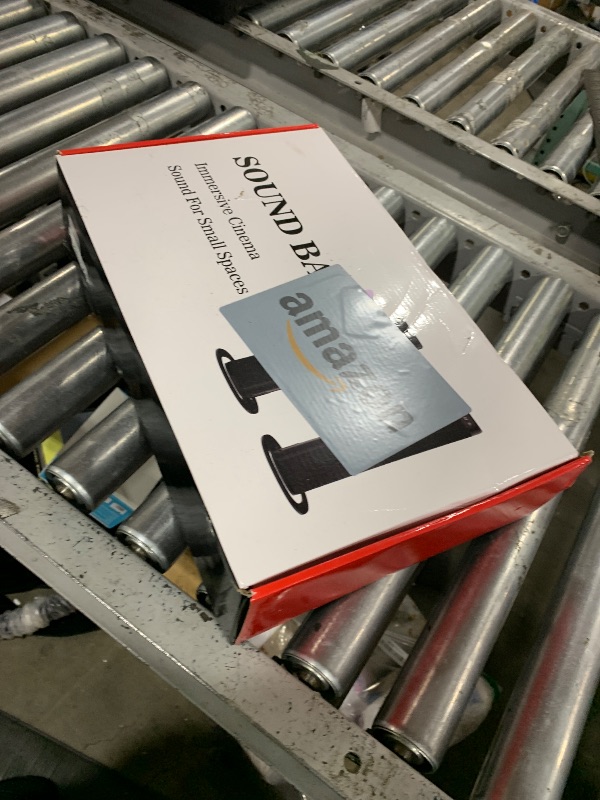 SOUND BA
Immersive Cinema
Sound For Small Spaces
amazon